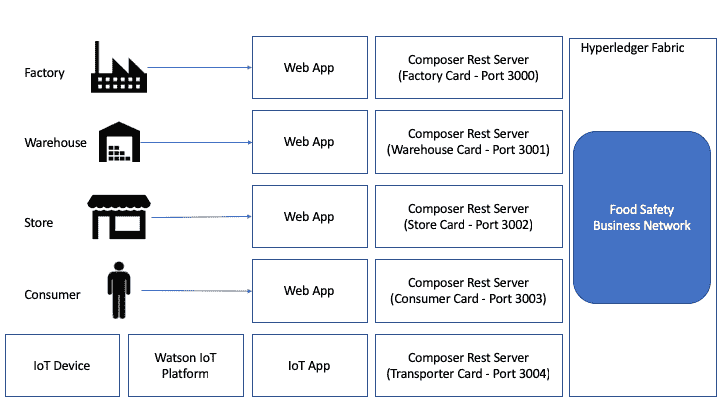 Hyperledger Fabric
Factory
Web App
Composer Rest Server
(Factory Card - Port 3000)
Warehouse
Web App
Composer Rest Server
(Warehouse Card - Port 3001)
Store
Web App
Composer Rest Server
(Store Card - Port 3002)
Food Safety
Business Network
Consumer
Web App
Composer Rest Server
(Consumer Card - Port 3003)
IoT Device
Watson IoT
Platform
IoT App
Composer Rest Server
(Transporter Card - Port 3004)